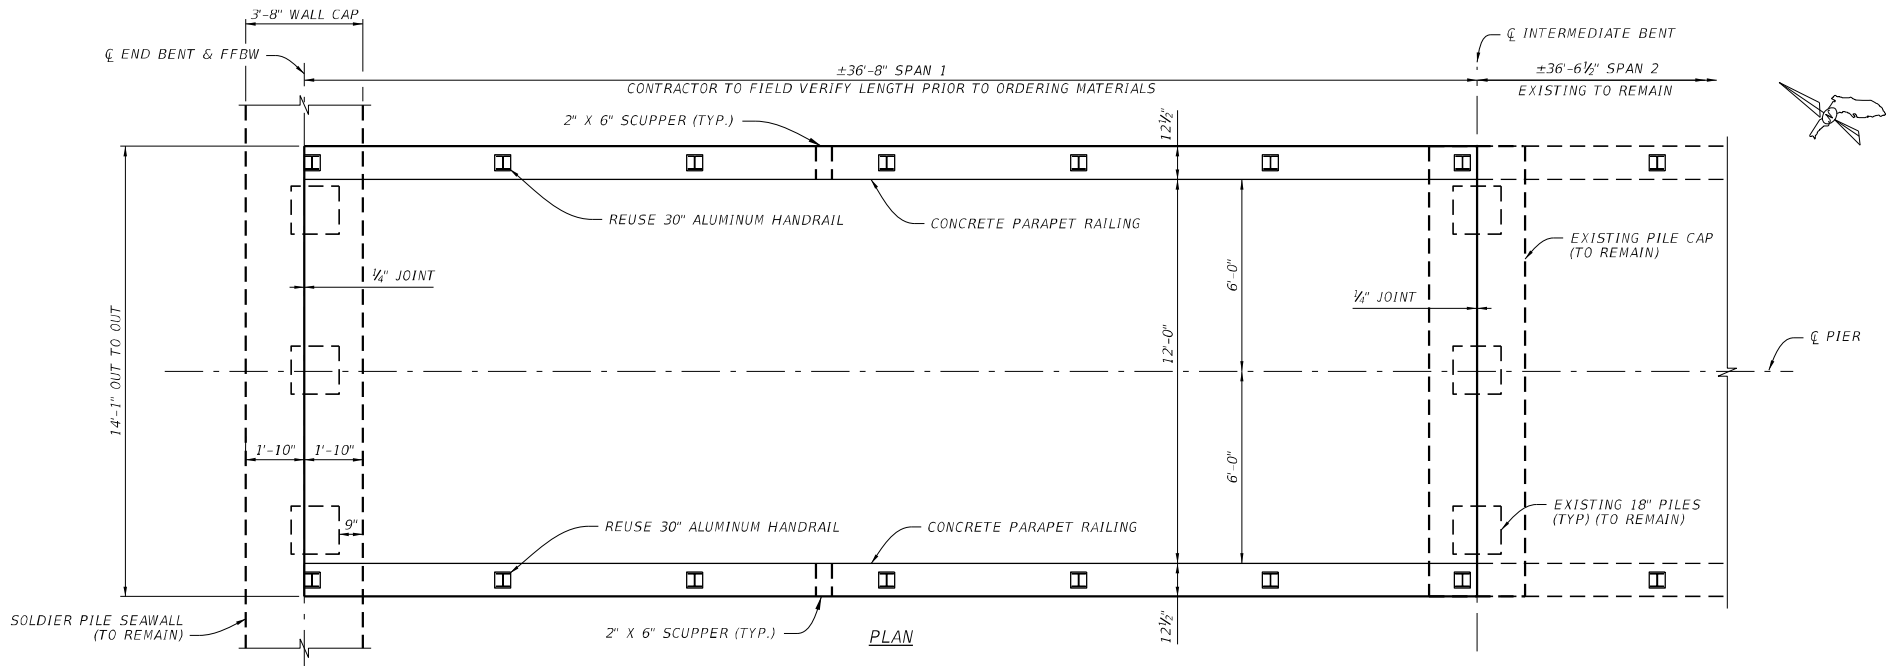 3'-8" WALL CAP
℄ END BENT & FFBW
℄ INTERMEDIATE BENT
±36'-8" SPAN 1
CONTRACTOR TO FIELD VERIFY LENGTH PRIOR TO ORDERING MATERIALS
±36'-6½" SPAN 2
EXISTING TO REMAIN
2" X 6" SCUPPER (TYP.)
12½"
N
REUSE 30" ALUMINUM HANDRAIL
CONCRETE PARAPET RAILING
EXISTING PILE CAP
(TO REMAIN)
¼" JOINT
6'-0"
¼" JOINT
14'-1" OUT TO OUT
12'-0"
℄ PIER
1'-10"
1'-10"
6'-0"
9"
REUSE 30" ALUMINUM HANDRAIL
CONCRETE PARAPET RAILING
EXISTING 18" PILES
(TYP) (TO REMAIN)
SOLDIER PILE SEAWALL
(TO REMAIN)
2" X 6" SCUPPER (TYP.)
12½"
PLAN